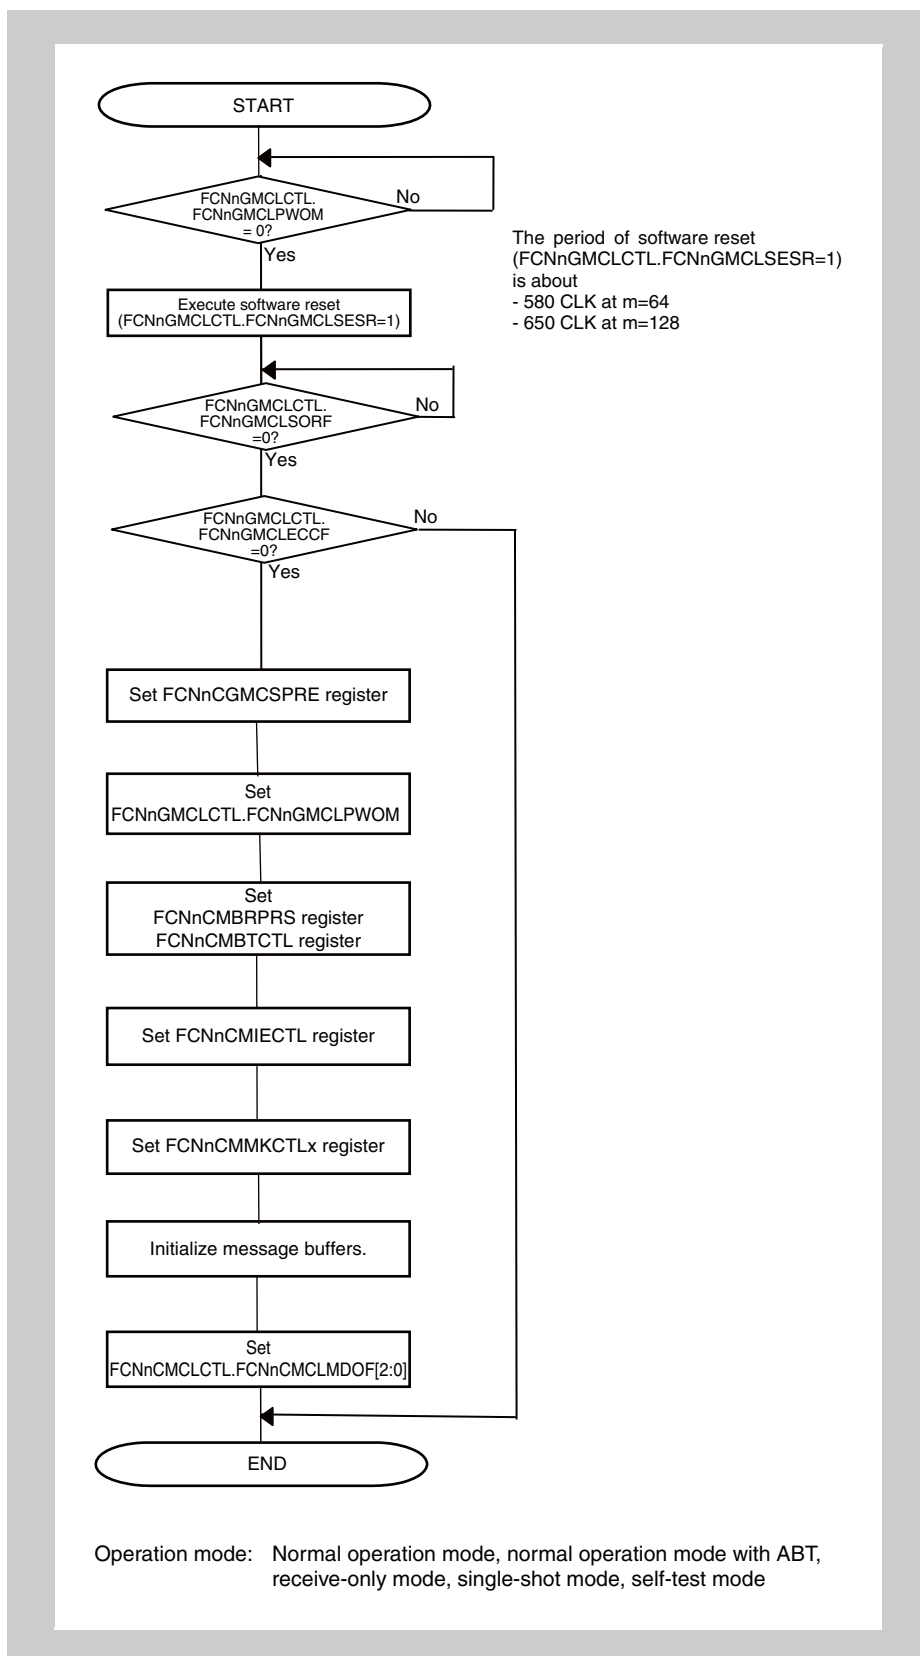 START
FCNnGMCLCTL.
FCNnGMCLPWOM
= 0?
No
Yes
The period of software reset
(FCNnGMCLCTL.FCNnGMCLSESR=1)
is about
- 580 CLK at m=64
- 650 CLK at m=128
Execute software reset
(FCNnGMCLCTL.FCNnGMCLSESR=1)
FCNnGMCLCTL.
FCNnGMCLSORF
=0?
No
Yes
FCNnGMCLCTL.
FCNnGMCLECCF
=0?
No
Yes
Set FCNnCGMCSPRE register
Set
FCNnGMCLCTL.FCNnGMCLPWOM
Set
FCNnCMBRPRS register
FCNnCMBTCTL register
Set FCNnCMIECTL register
Set FCNnCMMKCTLx register
Initialize message buffers.
Set
FCNnCMCLCTL.FCNnCMCLMDOF[2:0]
END
Operation mode: Normal operation mode, normal operation mode with ABT,
receive-only mode, single-shot mode, self-test mode